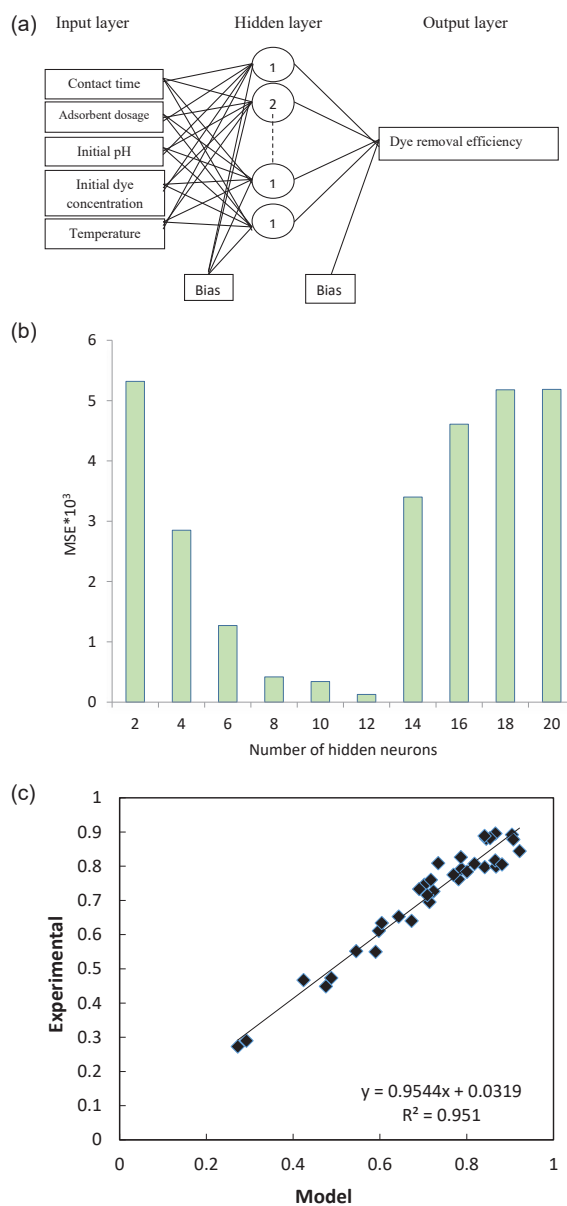 (a)
Input layer
Hidden layer
Output layer
Contact time
Adsorbent dosage
Initial pH
Initial dye
concentration
Temperature
1
2
1
1
Dye removal efficiency
Bias
Bias
(b)
6
5
4
3
2
1
0
MSE*10³
2 4 6 8 10 12 14 16 18 20
Number of hidden neurons
(c)
1
0.9
0.8
0.7
0.6
0.5
0.4
0.3
0.2
0.1
0
Experimental
y = 0.9544x + 0.0319
R² = 0.951
0 0.2 0.4 0.6 0.8 1
Model